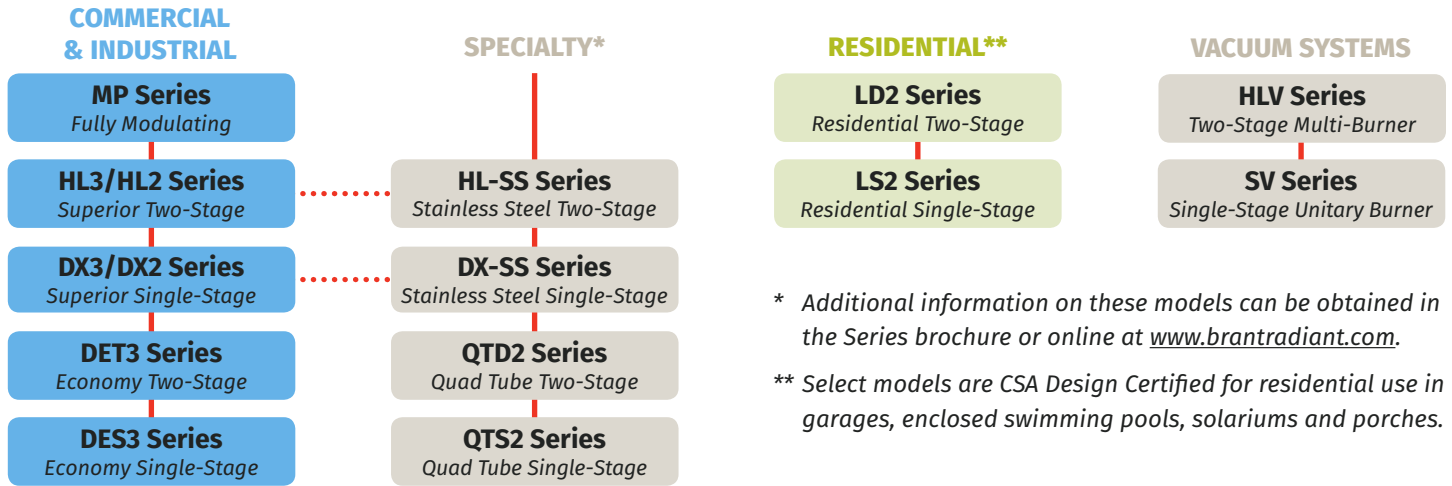 COMMERCIAL
& INDUSTRIAL
MP Series
Fully Modulating
HL3/HL2 Series
Superior Two-Stage
DX3/DX2 Series
Superior Single-Stage
DET3 Series
Economy Two-Stage
DES3 Series
Economy Single-Stage
SPECIALTY*
HL-SS Series
Stainless Steel Two-Stage
DX-SS Series
Stainless Steel Single-Stage
QTD2 Series
Quad Tube Two-Stage
QTS2 Series
Quad Tube Single-Stage
RESIDENTIAL**
LD2 Series
Residential Two-Stage
LS2 Series
Residential Single-Stage
VACUUM SYSTEMS
HLV Series
Two-Stage Multi-Burner
SV Series
Single-Stage Unitary Burner
* Additional information on these models can be obtained in
the Series brochure or online at www.brantradiant.com.
** Select models are CSA Design Certified for residential use in
garages, enclosed swimming pools, solariums and porches.